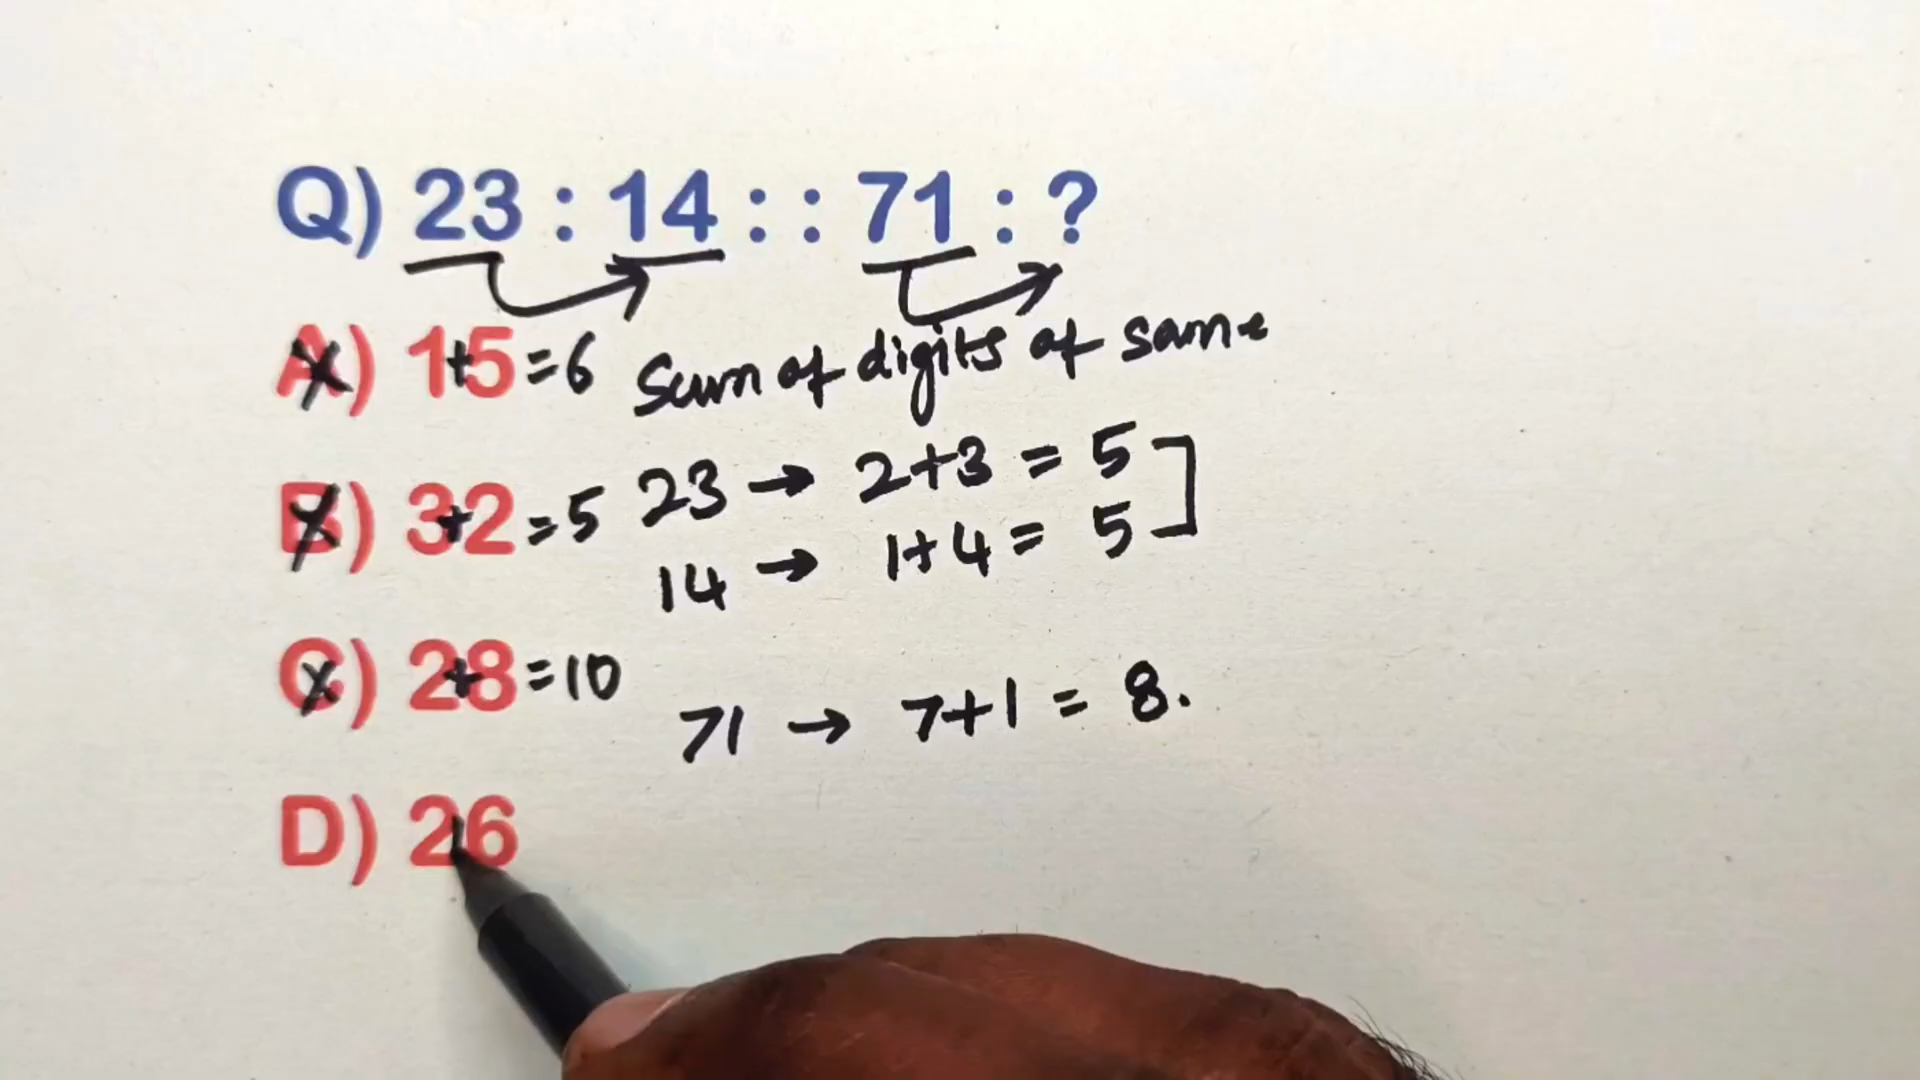 Q) 23 : 14 : : 71 : ?
A) 1+5 = 6
Sum of digits of same
B) 3+2 = 5
23 → 2+3 = 5
14 → 1+4 = 5
C) 2+8 = 10
71 → 7+1 = 8.
D) 26